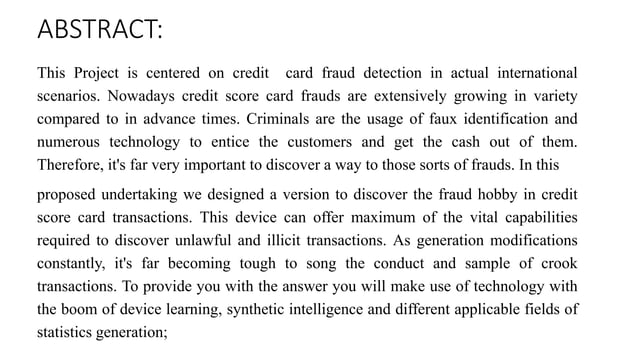 ABSTRACT:
This Project is centered on credit card fraud detection in actual international
scenarios. Nowadays credit score card frauds are extensively growing in variety
compared to in advance times. Criminals are the usage of faux identification and
numerous technology to entice the customers and get the cash out of them.
Therefore, it's far very important to discover a way to those sorts of frauds. In this
proposed undertaking we designed a version to discover the fraud hobby in credit
score card transactions. This device can offer maximum of the vital capabilities
required to discover unlawful and illicit transactions. As generation modifications
constantly, it's far becoming tough to song the conduct and sample of crook
transactions. To provide you with the answer you will make use of technology with
the boom of device learning, synthetic intelligence and different applicable fields of
statistics generation;